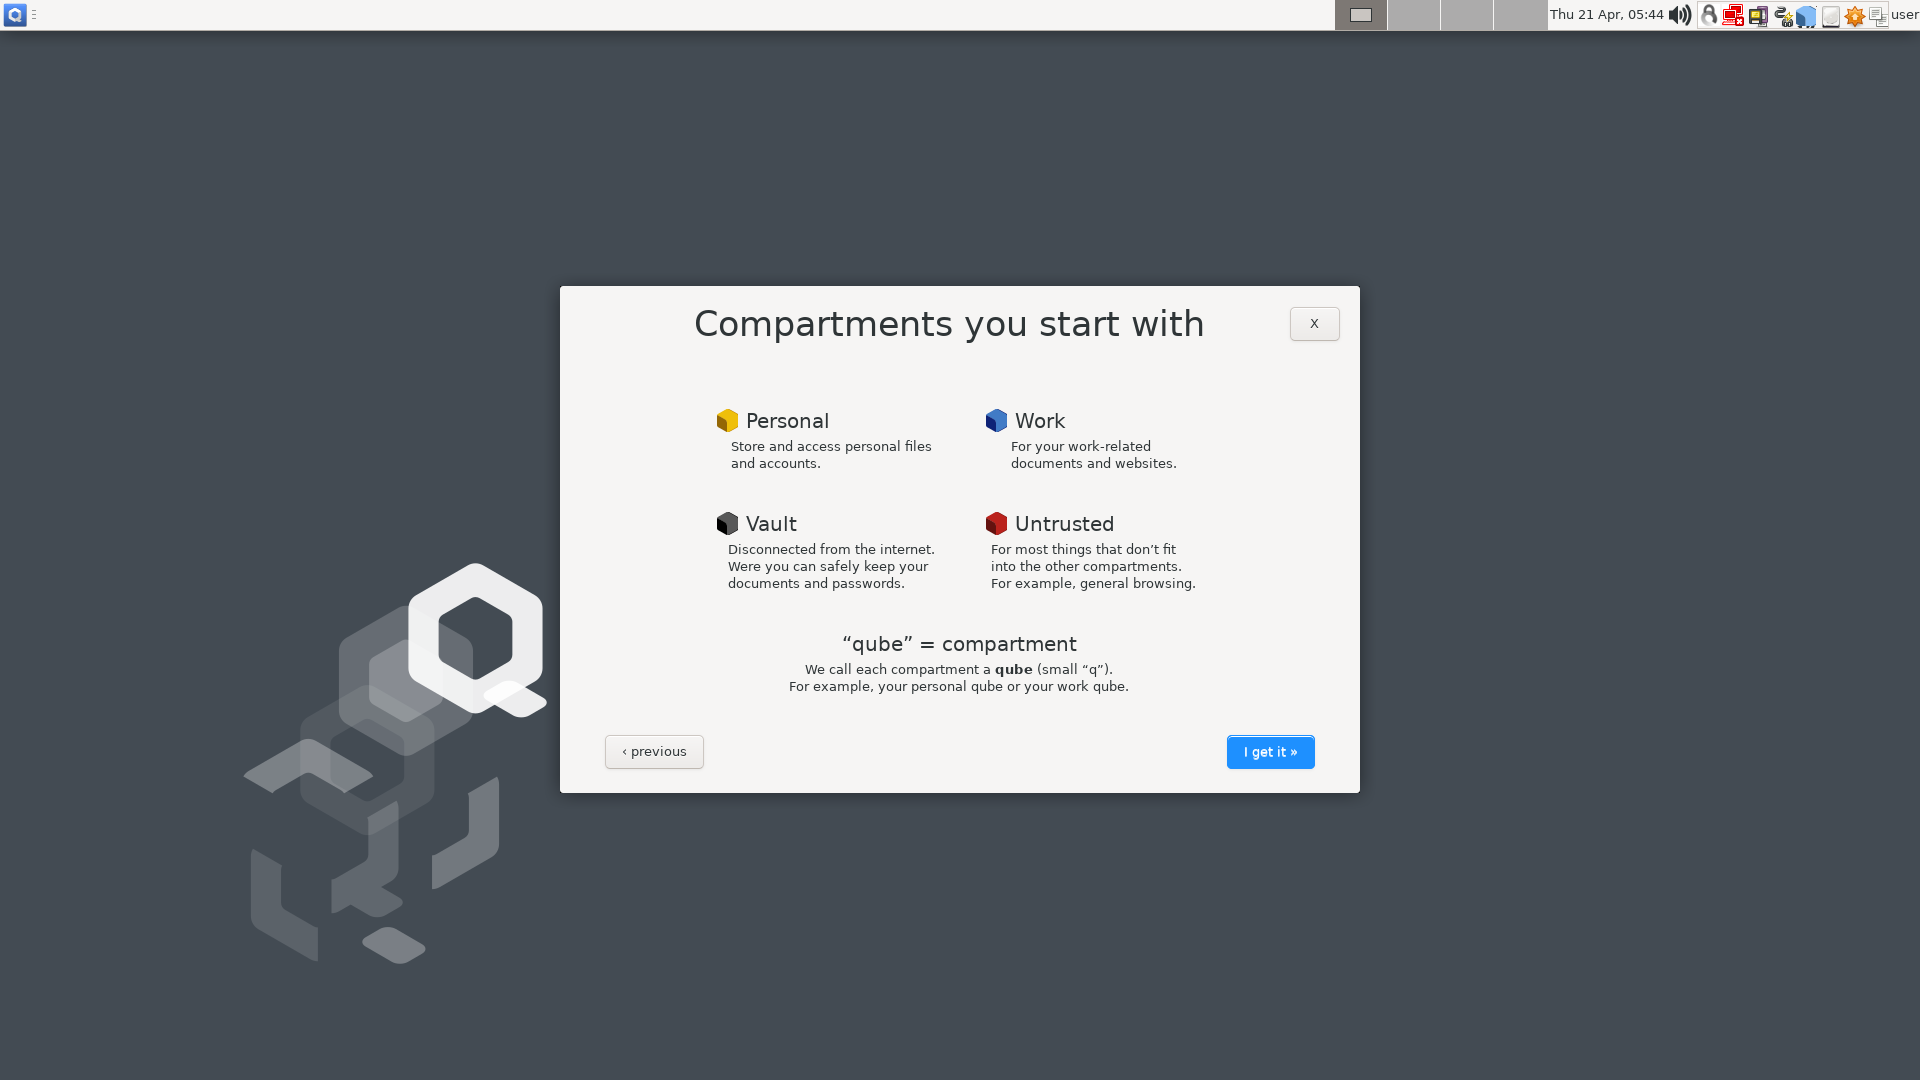 Thu 21 Apr, 05:44
user
Compartments you start with
X
Personal
Store and access personal files
and accounts.
Work
For your work-related
documents and websites.
Vault
Disconnected from the internet.
Were you can safely keep your
documents and passwords.
Untrusted
For most things that don’t fit
into the other compartments.
For example, general browsing.
“qube” = compartment
We call each compartment a qube (small “q”).
For example, your personal qube or your work qube.
‹ previous
I get it »